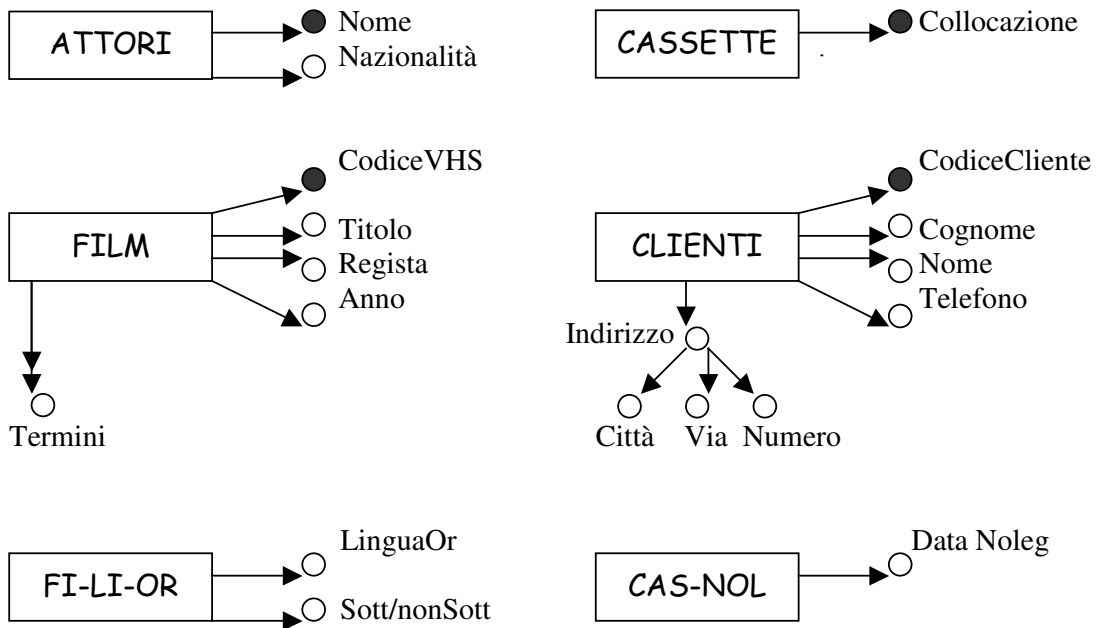 ATTORI
Nome
Nazionalità
CASSETTE
Collocazione
FILM
CodiceVHS
Titolo
Regista
Anno
Termini
CLIENTI
CodiceCliente
Cognome
Nome
Telefono
Indirizzo
Città Via Numero
FI-LI-OR
LinguaOr
Sott/nonSott
CAS-NOL
Data Noleg